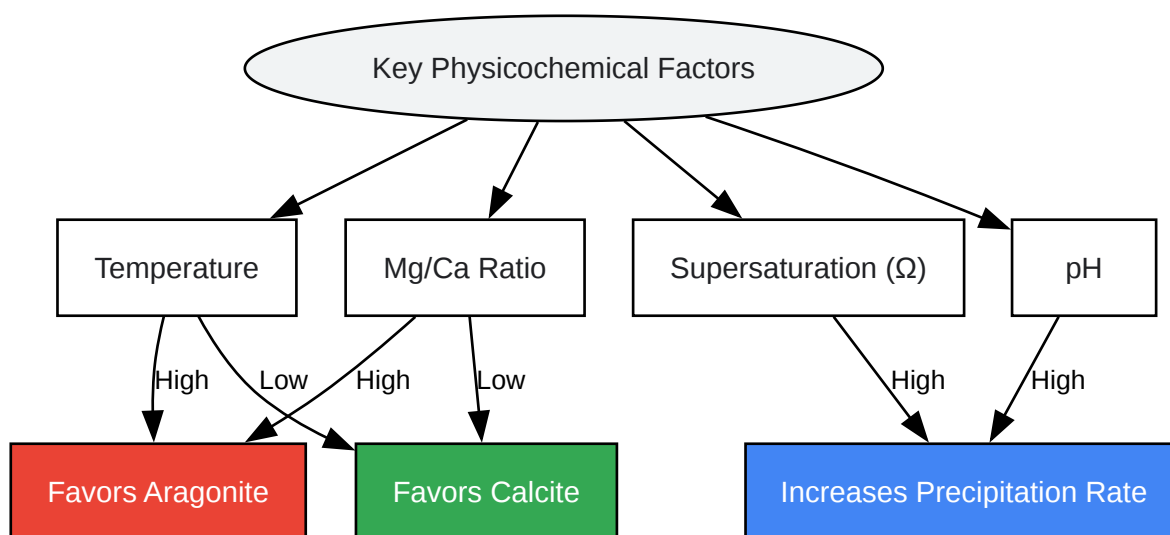 Key Physicochemical Factors
Temperature
Mg/Ca Ratio
Supersaturation (Ω)
pH
High
Low
High
Low
High
High
Favors Aragonite
Favors Calcite
Increases Precipitation Rate